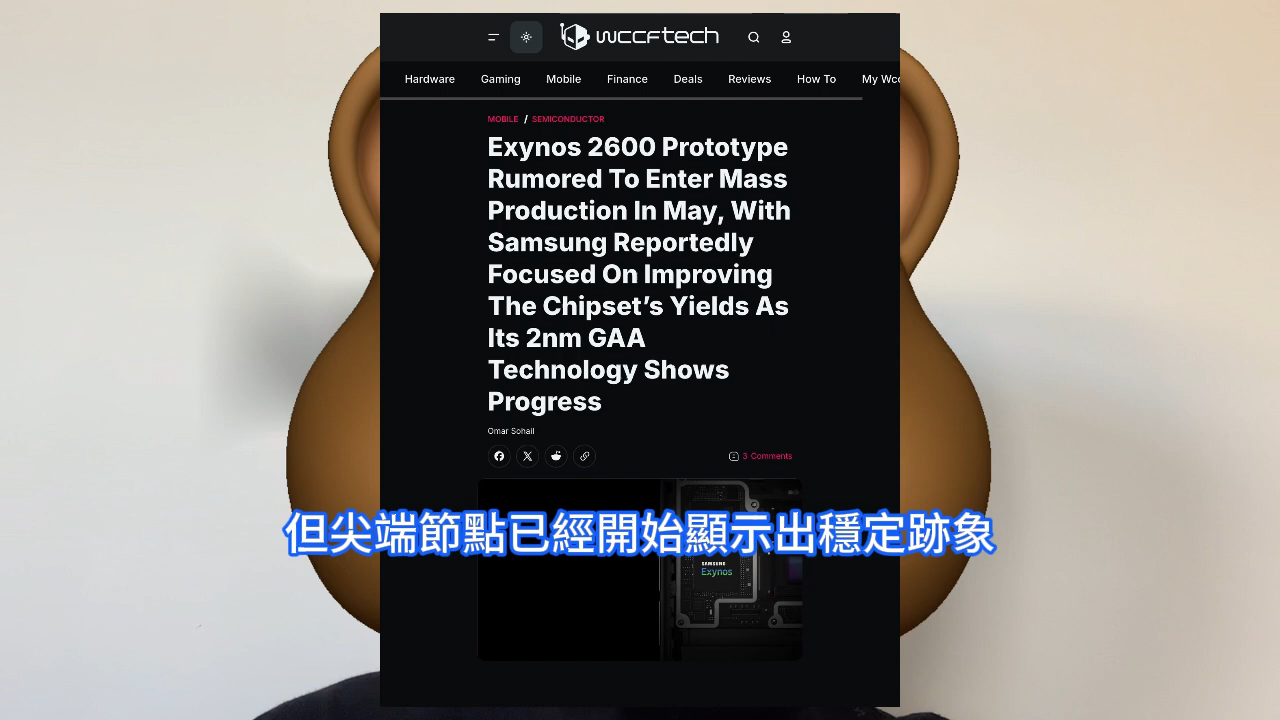 wccftech
Hardware Gaming Mobile Finance Deals Reviews How To My Wcc
MOBILE / SEMICONDUCTOR
Exynos 2600 Prototype
Rumored To Enter Mass
Production In May, With
Samsung Reportedly
Focused On Improving
The Chipset’s Yields As
Its 2nm GAA
Technology Shows
Progress
Omar Sohail
3 Comments
但尖端節點已經開始顯示出穩定跡象
SAMSUNG
Exynos